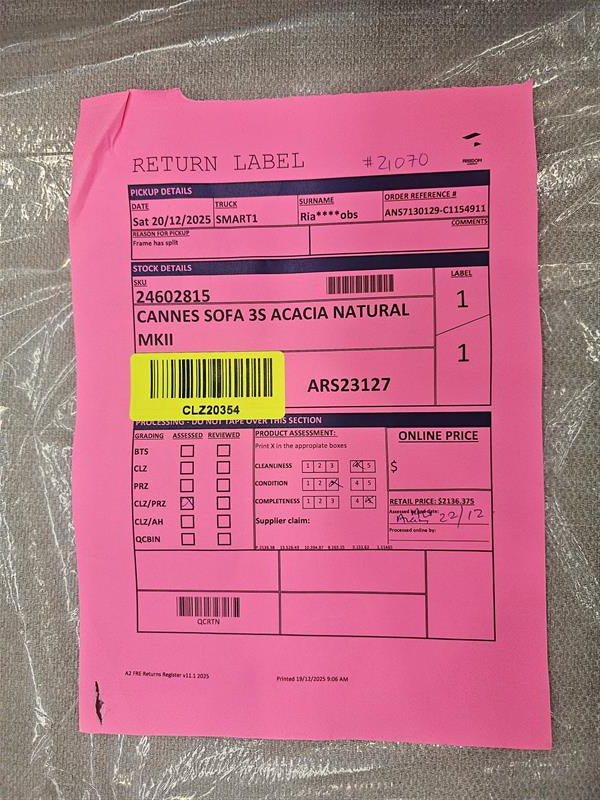 RETURN LABEL #21070
FREEDOM
PICKUP DETAILS
DATE TRUCK SURNAME ORDER REFERENCE #
Sat 20/12/2025 SMART1 Ria****obs ANS7130129-C1154911
REASON FOR PICKUP COMMENTS
Frame has split
STOCK DETAILS
SKU LABEL
24602815 1
CANNES SOFA 3S ACACIA NATURAL
MKII
1
ARS23127
CLZ20354
PROCESSING - DO NOT TAPE OVER THIS SECTION
GRADING ASSESSED REVIEWED PRODUCT ASSESSMENT: ONLINE PRICE
Print X in the appropiate boxes
BTS
CLZ CLEANLINESS 1 2 3 4 5 $
PRZ CONDITION 1 2 3 4 5
CLZ/PRZ COMPLETENESS 1 2 3 4 5 RETAIL PRICE: $2136.375
CLZ/AH Supplier claim: 22/12
QCBIN Processed online by:
QCRTN
A2 FRE Returns Register v11.1 2025 Printed 19/12/2025 9:06 AM